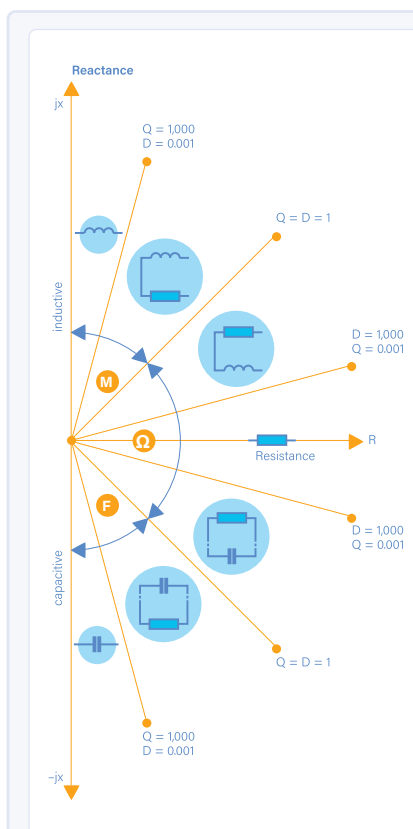 Reactance
jx
Q = 1,000
D = 0.001
Q = D = 1
inductive
D = 1,000
Q = 0.001
M
Ω
R
Resistance
F
D = 1,000
Q = 0.001
capacitive
Q = D = 1
Q = 1,000
D = 0.001
–jx